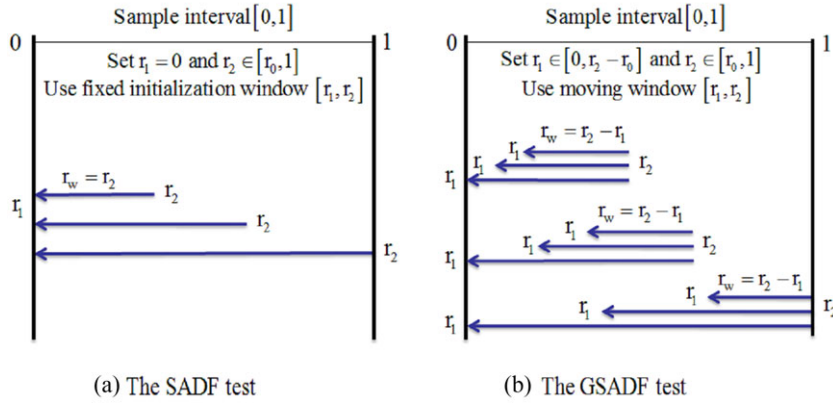 Sample interval[0,1]
0
1
Set r₁ = 0 and r₂ ∈[r₀,1]
Use fixed initialization window [r₁,r₂]
r_w = r₂
r₂
r₁
r₂
r₂
(a) The SADF test
Sample interval[0,1]
0
1
Set r₁ ∈[0,r₂ − r₀] and r₂ ∈[r₀,1]
Use moving window [r₁,r₂]
r_w = r₂ − r₁
r₁
r₁
r₂
r₁
r_w = r₂ − r₁
r₁
r₁
r₂
r₁
r_w = r₂ − r₁
r₁
r₁
r₂
r₁
(b) The GSADF test